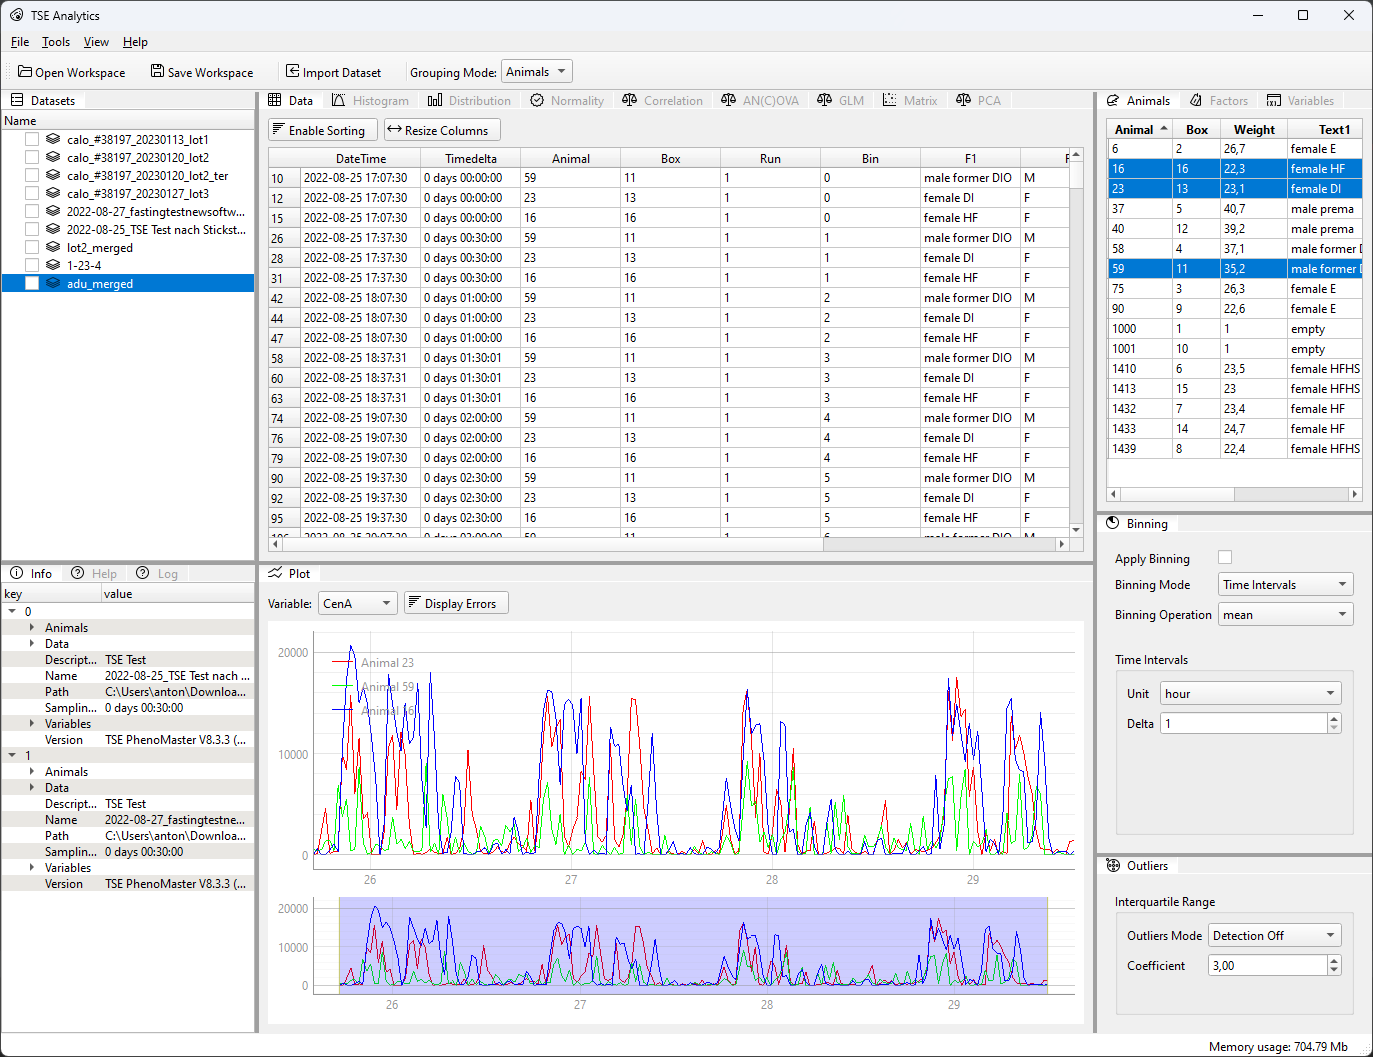 TSE Analytics
File Tools View Help
Open Workspace Save Workspace Import Dataset Grouping Mode: Animals
Datasets
Name
calo_#38197_20230113_lot1
calo_#38197_20230120_lot2
calo_#38197_20230120_lot2_ter
calo_#38197_20230127_lot3
2022-08-27_fastingtestnewsoftw...
2022-08-25_TSE Test nach Stickst...
lot2_merged
1-23-4
adu_merged
Data Histogram Distribution Normality Correlation AN(C)OVA GLM Matrix PCA
Enable Sorting Resize Columns
DateTime Timedelta Animal Box Run Bin F1
10 2022-08-25 17:07:30 0 days 00:00:00 59 11 1 0 male former DIO M
12 2022-08-25 17:07:30 0 days 00:00:00 23 13 1 0 female DI F
15 2022-08-25 17:07:30 0 days 00:00:00 16 16 1 0 female HF F
26 2022-08-25 17:37:30 0 days 00:30:00 59 11 1 1 male former DIO M
28 2022-08-25 17:37:30 0 days 00:30:00 23 13 1 1 female DI F
31 2022-08-25 17:37:30 0 days 00:30:00 16 16 1 1 female HF F
42 2022-08-25 18:07:30 0 days 01:00:00 59 11 1 2 male former DIO M
44 2022-08-25 18:07:30 0 days 01:00:00 23 13 1 2 female DI F
47 2022-08-25 18:07:30 0 days 01:00:00 16 16 1 2 female HF F
58 2022-08-25 18:37:31 0 days 01:30:01 59 11 1 3 male former DIO M
60 2022-08-25 18:37:31 0 days 01:30:01 23 13 1 3 female DI F
63 2022-08-25 18:37:31 0 days 01:30:01 16 16 1 3 female HF F
74 2022-08-25 19:07:30 0 days 02:00:00 59 11 1 4 male former DIO M
76 2022-08-25 19:07:30 0 days 02:00:00 23 13 1 4 female DI F
79 2022-08-25 19:07:30 0 days 02:00:00 16 16 1 4 female HF F
90 2022-08-25 19:37:30 0 days 02:30:00 59 11 1 5 male former DIO M
92 2022-08-25 19:37:30 0 days 02:30:00 23 13 1 5 female DI F
95 2022-08-25 19:37:30 0 days 02:30:00 16 16 1 5 female HF F
Animals Factors Variables
Animal Box Weight Text1
6 2 26,7 female E
16 16 22,3 female HF
23 13 23,1 female DI
37 5 40,7 male prema
40 12 39,2 male prema
58 4 37,1 male former
59 11 35,2 male former
75 3 26,3 female E
90 9 22,6 female E
1000 1 1 empty
1001 10 1 empty
1410 6 23,5 female HFHS
1413 15 23 female HFHS
1432 7 23,4 female HF
1433 14 24,7 female HF
1439 8 22,4 female HFHS
Binning
Apply Binning
Binning Mode Time Intervals
Binning Operation mean
Time Intervals
Unit hour
Delta 1
Outliers
Interquartile Range
Outliers Mode Detection Off
Coefficient 3,00
Info Help Log
key value
0
Animals
Data
Descript... TSE Test
Name 2022-08-25_TSE Test nach ...
Path C:\Users\anton\Downloa...
Samplin... 0 days 00:30:00
Variables
Version TSE PhenoMaster V8.3.3 (...
1
Animals
Data
Descript... TSE Test
Name 2022-08-27_fastingtestne...
Path C:\Users\anton\Downloa...
Samplin... 0 days 00:30:00
Variables
Version TSE PhenoMaster V8.3.3 (...
Plot
Variable: CenA Display Errors
20000
10000
0
Animal 23
Animal 59
Animal 16
26 27 28 29
20000
10000
0
26 27 28 29
Memory usage: 704.79 Mb